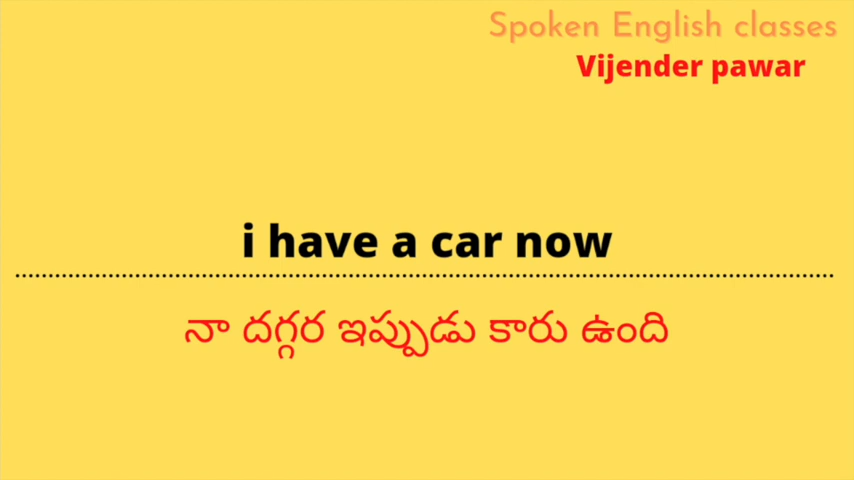 Spoken English classes
Vijender pawar
i have a car now
నా దగ్గర ఇప్పుడు కారు ఉంది